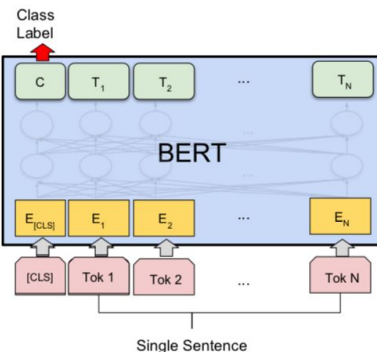 Class
Label
C T1 T2 ... TN
...
...
BERT
E[CLS] E1 E2 ... EN
[CLS] Tok 1 Tok 2 ... Tok N
Single Sentence